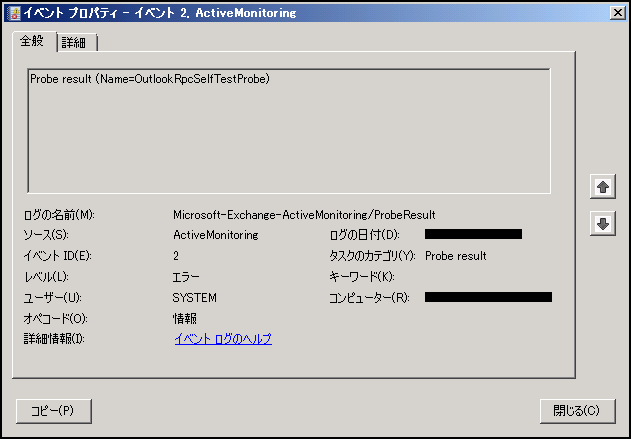 イベント プロパティ - イベント 2, ActiveMonitoring
全般 詳細
Probe result (Name=OutlookRpcSelfTestProbe)
ログの名前(M): Microsoft-Exchange-ActiveMonitoring/ProbeResult
ソース(S): ActiveMonitoring ログの日付(D):
イベント ID(E): 2 タスクのカテゴリ(Y): Probe result
レベル(L): エラー キーワード(K):
ユーザー(U): SYSTEM コンピューター(R):
オペコード(O): 情報
詳細情報(I): イベント ログのヘルプ
コピー(P) 閉じる(C)